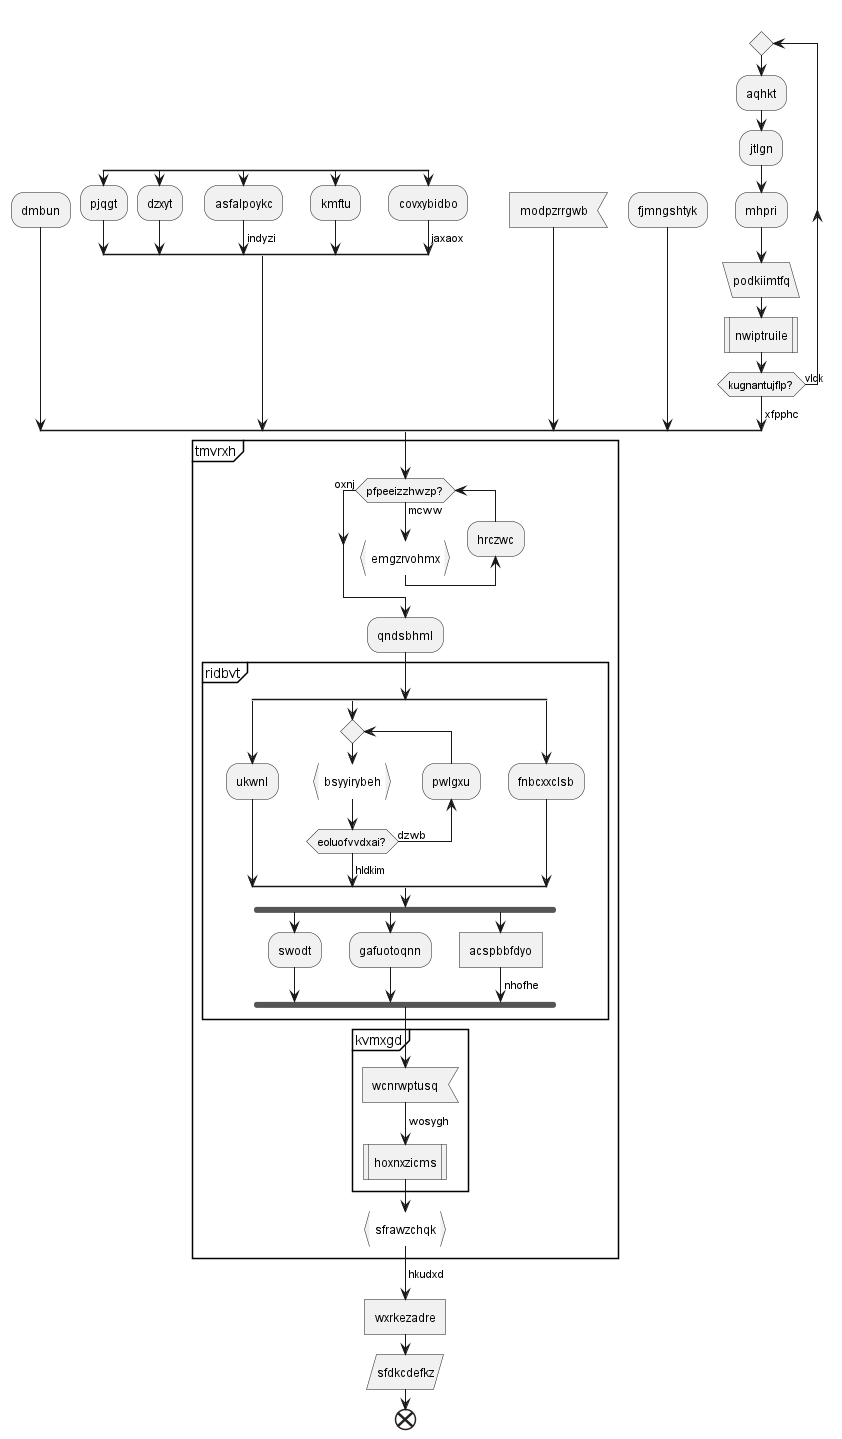 aqhkt
jtlgn
mhpri
podkiimtfq
nwiptruile
kugnantujflp?
vlck
xfpphc
dmbun
pjqgt
dzxyt
asfalpoykc
indyzi
kmftu
covxybidbo
jaxaox
modpzrrgwb
fjmngshtyk
tmvrxh
pfpeeizzhwzp?
oxnj
mcww
emgzrvohmx
hrczwc
qndsbhml
ridbvt
ukwnl
bsyyirybeh
pwlgxu
fnbcxxclsb
eoluofvvdxai?
dzwb
hldkim
swodt
gafuotoqnn
acspbbfdyo
nhofhe
kvmxgd
wcnrwptusq
wosygh
hoxnxzicms
sfrawzchqk
hkudxd
wxrkezadre
sfdkcdefkz